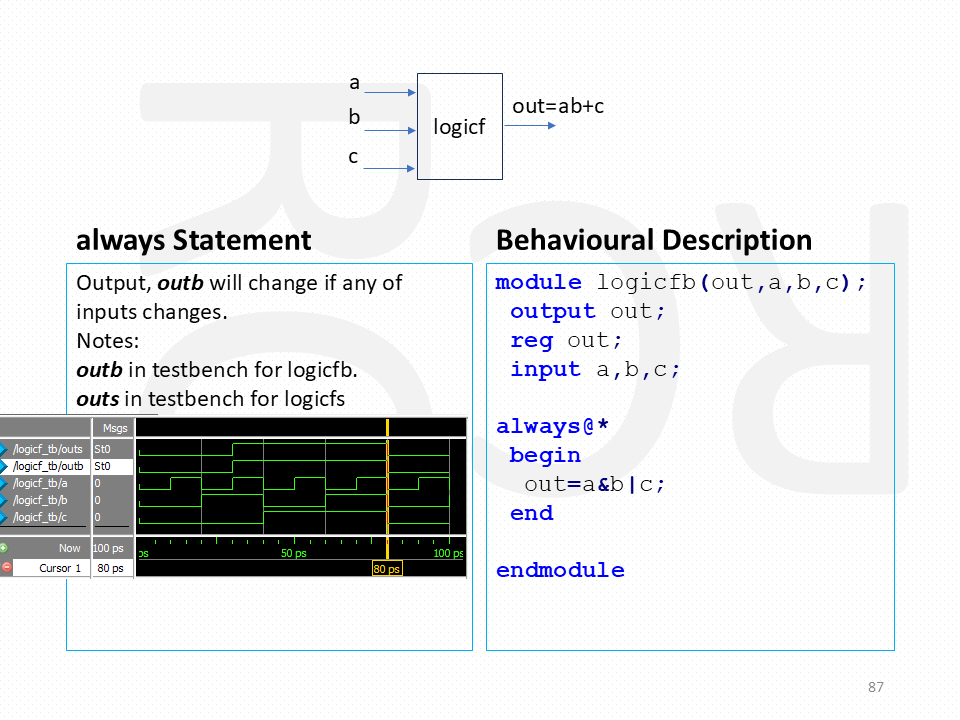 a
b
c
logicf
out=ab+c
always Statement
Output, outb will change if any of
inputs changes.
Notes:
outb in testbench for logicfb.
outs in testbench for logicfs
Msgs
/logicf_tb/outs St0
/logicf_tb/outb St0
/logicf_tb/a 0
/logicf_tb/b 0
/logicf_tb/c 0
Now 100 ps
ps 50 ps 100 ps
Cursor 1 80 ps
80 ps
Behavioural Description
module logicfb(out,a,b,c);
output out;
reg out;
input a,b,c;
always@*
begin
out=a&b|c;
end
endmodule
87